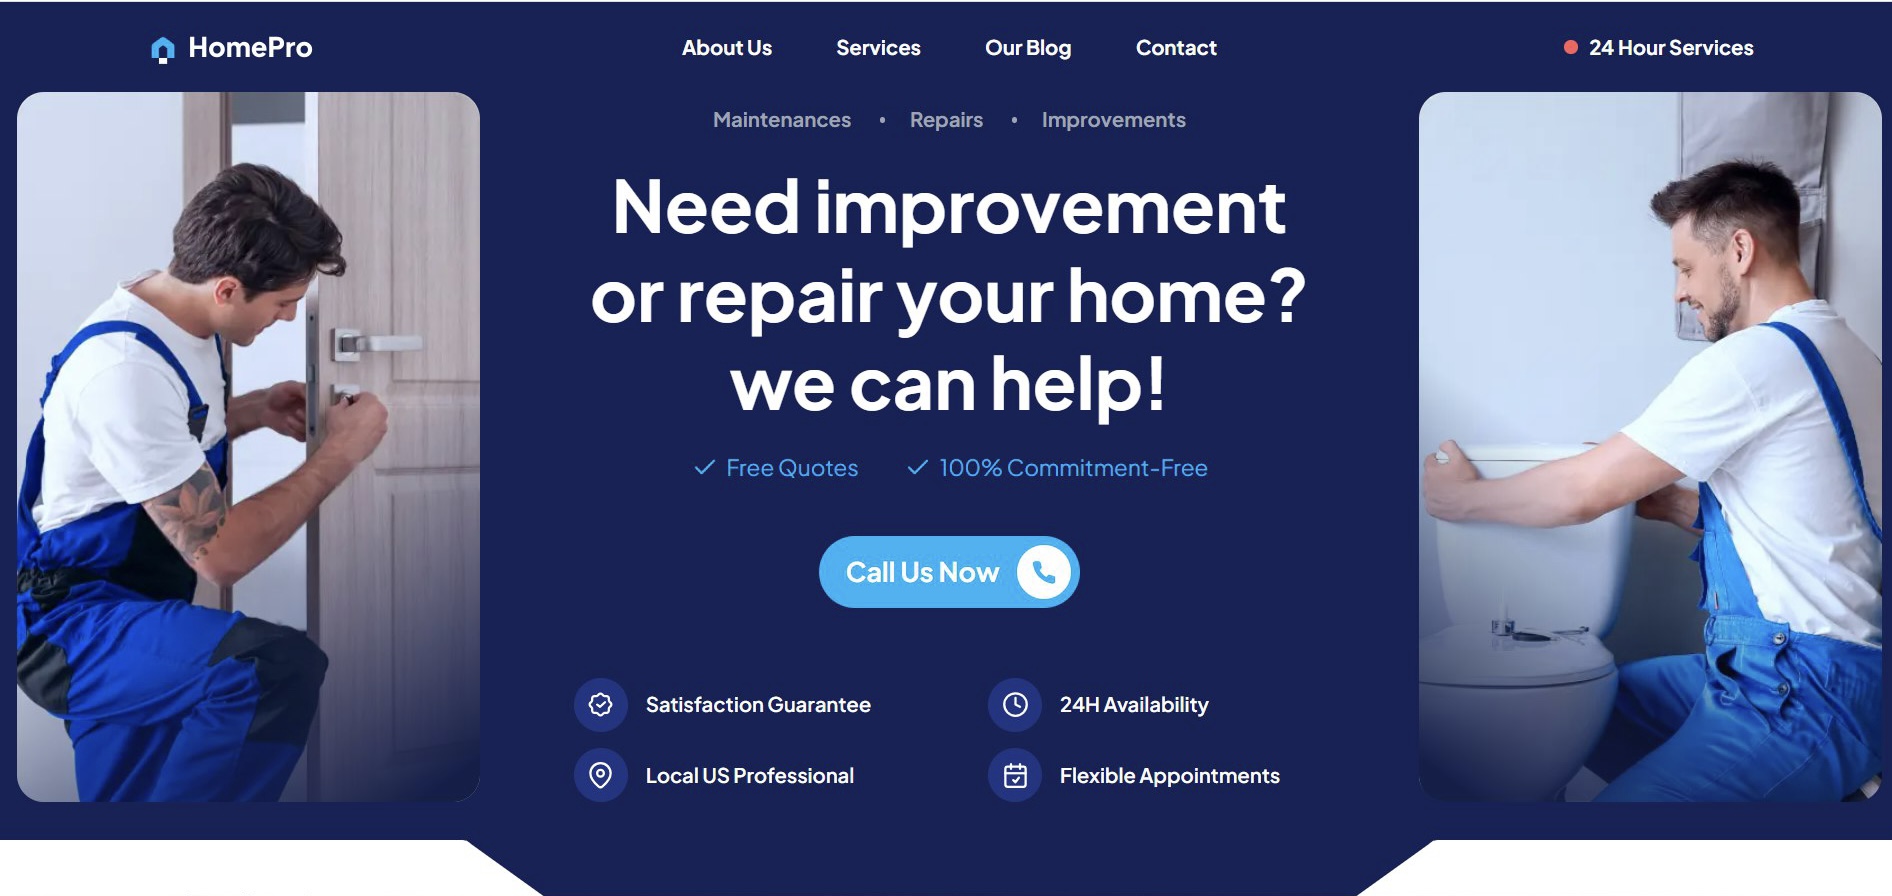 HomePro
About Us
Services
Our Blog
Contact
24 Hour Services
Maintenances • Repairs • Improvements
Need improvement
or repair your home?
we can help!
Free Quotes
100% Commitment-Free
Call Us Now
Satisfaction Guarantee
24H Availability
Local US Professional
Flexible Appointments